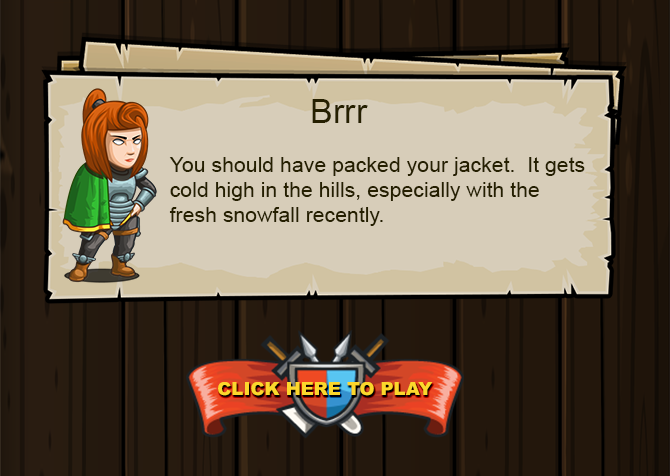 Brrr
You should have packed your jacket.  It gets
cold high in the hills, especially with the
fresh snowfall recently.
CLICK HERE TO PLAY